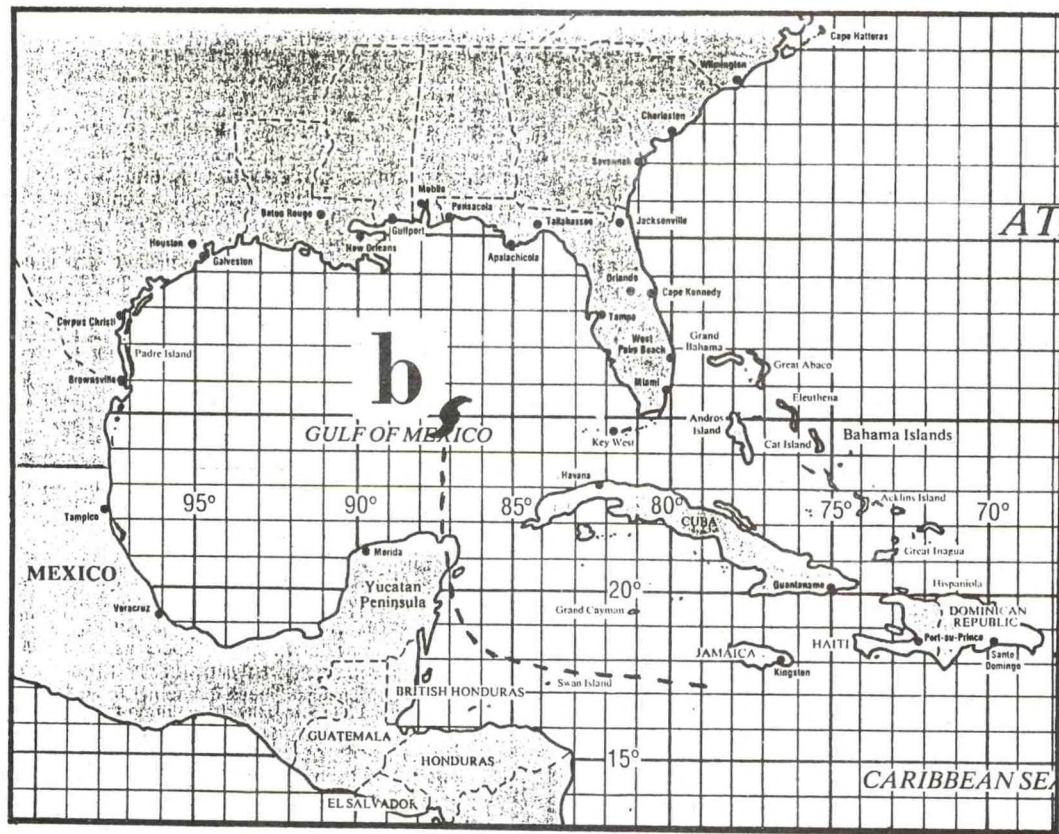 Cape Hatteras
Wilmington
Charleston
Savannah
Mobile
Baton Rouge
Pensacola
Gulfport
Tallahassee
Jacksonville
New Orleans
Houston
Galveston
Apalachicola
AT
Orlando
Cape Kennedy
Corpus Christi
Tampa
Padre Island
West
Palm Beach
Grand
Bahama
Great Abaco
Brownsville
b
Miami
Eleuthena
Andros
Island
GULF OF MEXICO
Key West
Cat Island
Bahama Islands
Havana
95°
90°
85°
80°
75°
70°
Acklins Island
Tampico
CUBA
Great Inagua
MEXICO
Merida
Yucatan
Peninsula
20°
Guantaname
Hispaniola
Veracruz
Grand Cayman
DOMINICAN
REPUBLIC
JAMAICA
HAITI
Port-au-Prince
Kingston
Santo
Domingo
Swan Island
BRITISH HONDURAS
GUATEMALA
HONDURAS
15°
EL SALVADOR
CARIBBEAN SEA